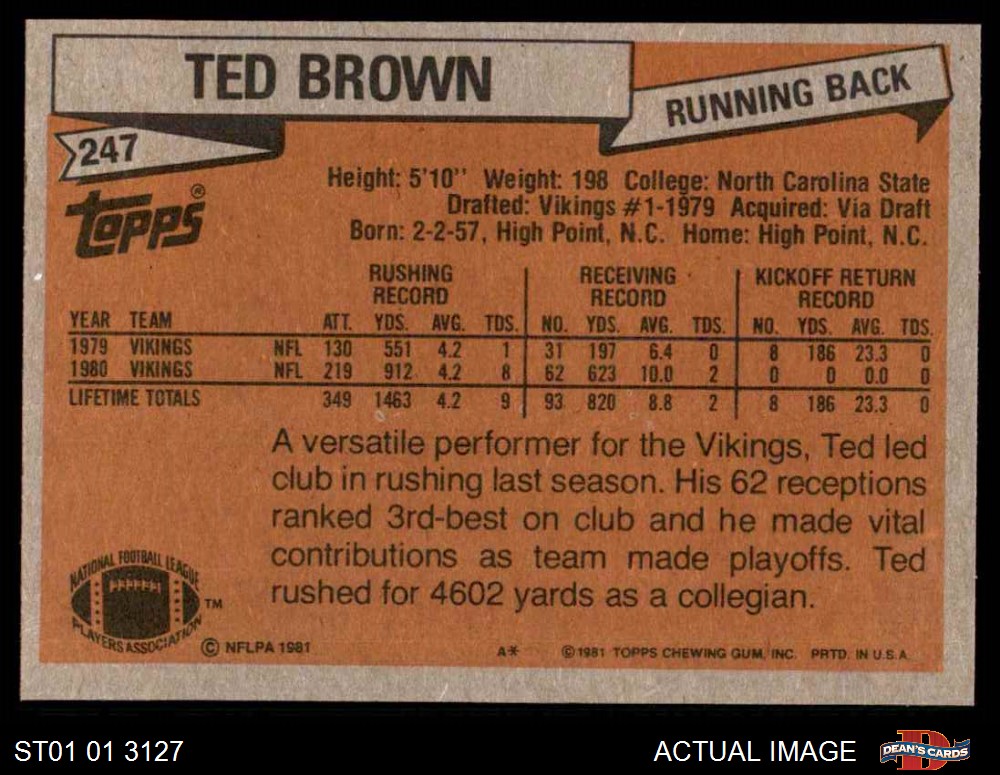 TED BROWN
RUNNING BACK
247
topps®
Height: 5'10'' Weight: 198 College: North Carolina State
Drafted: Vikings #1-1979 Acquired: Via Draft
Born: 2-2-57, High Point, N.C. Home: High Point, N.C.
RUSHING RECORD RECEIVING RECORD KICKOFF RETURN RECORD
YEAR TEAM ATT. YDS. AVG. TDS. NO. YDS. AVG. TDS. NO. YDS. AVG. TDS.
1979 VIKINGS NFL 130 551 4.2 1 31 197 6.4 0 8 186 23.3 0
1980 VIKINGS NFL 219 912 4.2 8 62 623 10.0 2 0 0 0.0 0
LIFETIME TOTALS 349 1463 4.2 9 93 820 8.8 2 8 186 23.3 0
A versatile performer for the Vikings, Ted led
club in rushing last season. His 62 receptions
ranked 3rd-best on club and he made vital
contributions as team made playoffs. Ted
rushed for 4602 yards as a collegian.
NATIONAL FOOTBALL LEAGUE
PLAYERS ASSOCIATION
TM
© NFLPA 1981 A* ©1981 TOPPS CHEWING GUM, INC. PRTD. IN U.S.A.
ST01 01 3127 ACTUAL IMAGE DEAN'S CARDS